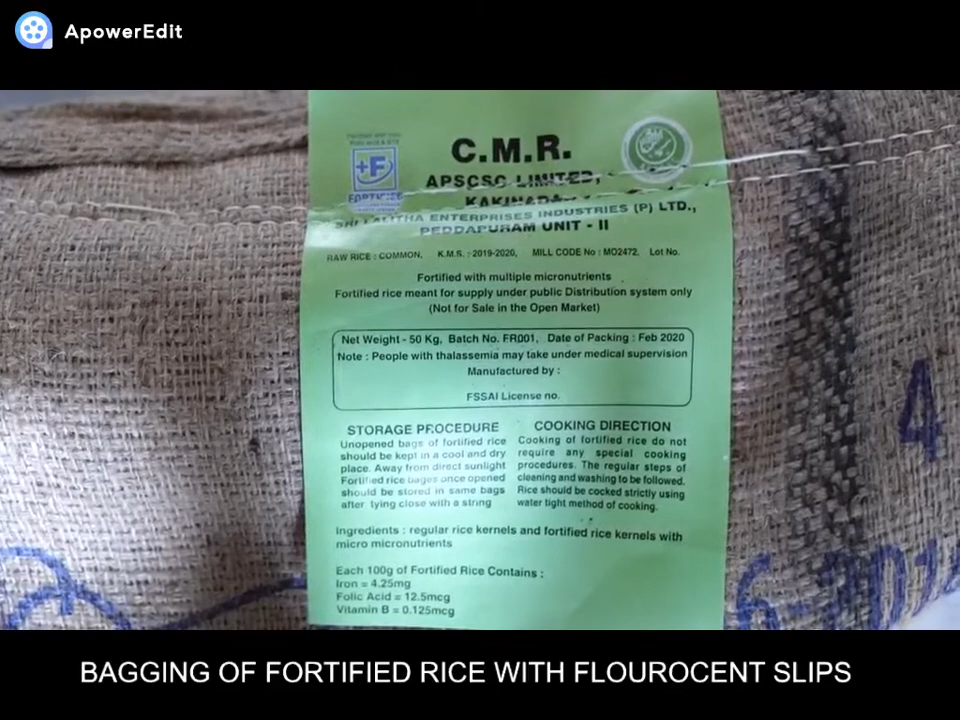 ApowerEdit
+F
FORTIFIED
C.M.R.
APSCSC LIMITED,
KAKINADA
SRI LALITHA ENTERPRISES INDUSTRIES (P) LTD.,
PEDDAPURAM UNIT - II
RAW RICE : COMMON, K.M.S. : 2019-2020, MILL CODE No : MO2472, Lot No.
Fortified with multiple micronutrients
Fortified rice meant for supply under public Distribution system only
(Not for Sale in the Open Market)
Net Weight - 50 Kg, Batch No. FR001, Date of Packing : Feb 2020
Note : People with thalassemia may take under medical supervision
Manufactured by :
FSSAI License no.
STORAGE PROCEDURE
Unopened bags of fortified rice
should be kept in a cool and dry
place. Away from direct sunlight
Fortified rice bages once opened
should be stored in same bags
after tying close with a string
COOKING DIRECTION
Cooking of fortified rice do not
require any special cooking
procedures. The regular steps of
cleaning and washing to be followed.
Rice should be cocked strictly using
water tight method of cooking.
Ingredients : regular rice kernels and fortified rice kernels with
micro micronutrients
Each 100g of Fortified Rice Contains :
Iron = 4.25mg
Folic Acid = 12.5mcg
Vitamin B = 0.125mcg
4
BAGGING OF FORTIFIED RICE WITH FLOUROCENT SLIPS